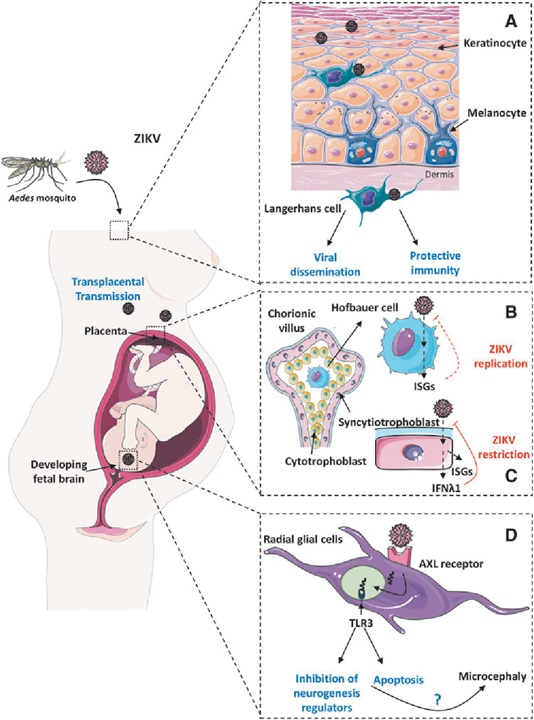 A
Keratinocyte
Melanocyte
Dermis
Langerhans cell
Viral
dissemination
Protective
immunity
ZIKV
Aedes mosquito
Transplacental
Transmission
Placenta
Developing
fetal brain
B
Hofbauer cell
Chorionic
villus
ISGs
ZIKV
replication
Syncytiotrophoblast
Cytotrophoblast
ZIKV
restriction
ISGs
IFNλ1
C
D
Radial glial cells
AXL receptor
TLR3
Inhibition of
neurogenesis
regulators
Apoptosis
?
Microcephaly